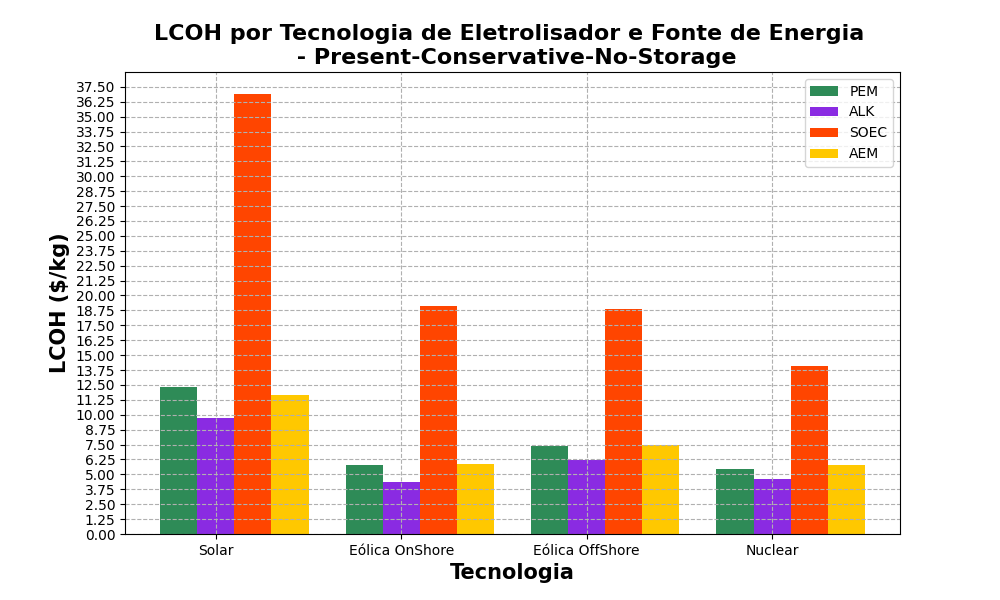 LCOH por Tecnologia de Eletrolisador e Fonte de Energia
- Present-Conservative-No-Storage
LCOH ($/kg)
37.50
36.25
35.00
33.75
32.50
31.25
30.00
28.75
27.50
26.25
25.00
23.75
22.50
21.25
20.00
18.75
17.50
16.25
15.00
13.75
12.50
11.25
10.00
8.75
7.50
6.25
5.00
3.75
2.50
1.25
0.00
PEM
ALK
SOEC
AEM
Solar
Eólica OnShore
Eólica OffShore
Nuclear
Tecnologia